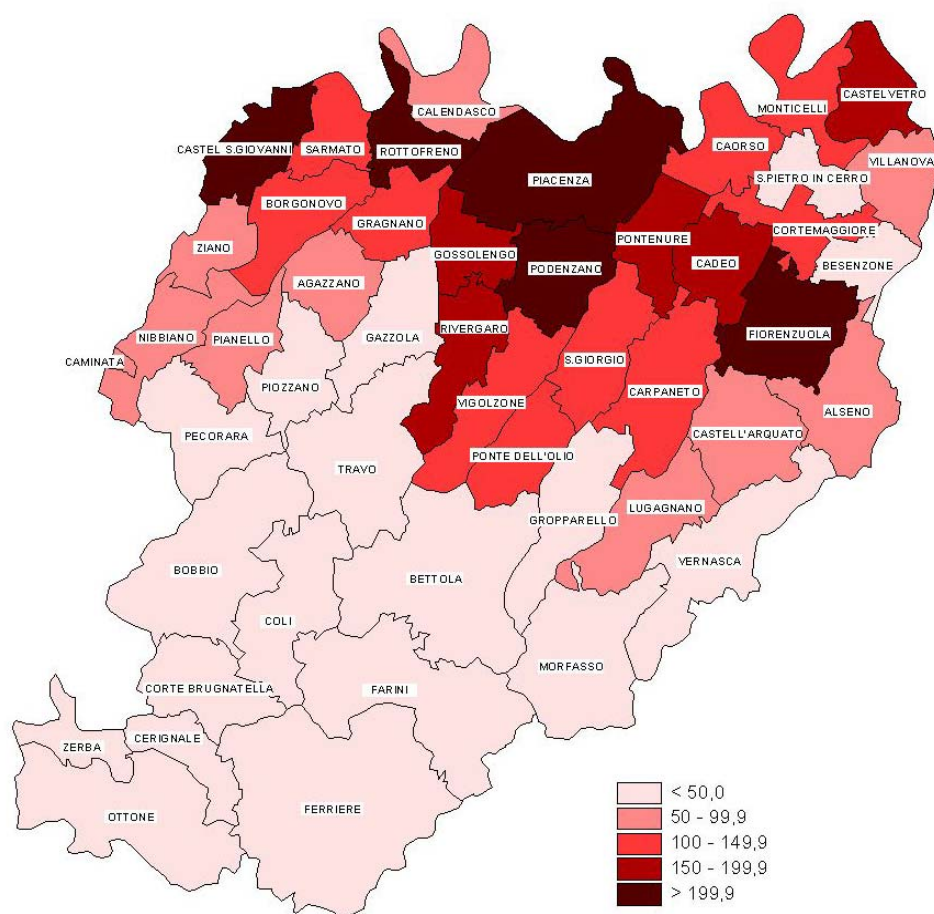 CALENDASCO
CASTELVETRO
MONTICELLI
CASTEL S.GIOVANNI
SARMATO
ROTTOFRENO
CAORSO
VILLANOVA
PIACENZA
S.PIETRO IN CERRO
BORGONOVO
GRAGNANO
CORTEMAGGIORE
ZIANO
GOSSOLENGO
PONTENURE
CADEO
BESENZONE
PODENZANO
AGAZZANO
RIVERGARO
FIORENZUOLA
NIBBIANO
PIANELLO
GAZZOLA
CAMINATA
S.GIORGIO
PIOZZANO
CARPANETO
VIGOLZONE
ALSENO
PECORARA
CASTELL'ARQUATO
PONTE DELL'OLIO
TRAVO
LUGAGNANO
GROPPARELLO
VERNASCA
BOBBIO
BETTOLA
COLI
MORFASSO
CORTE BRUGNATELLA
FARINI
CERIGNALE
ZERBA
OTTONE
FERRIERE
< 50,0
50 - 99,9
100 - 149,9
150 - 199,9
> 199,9